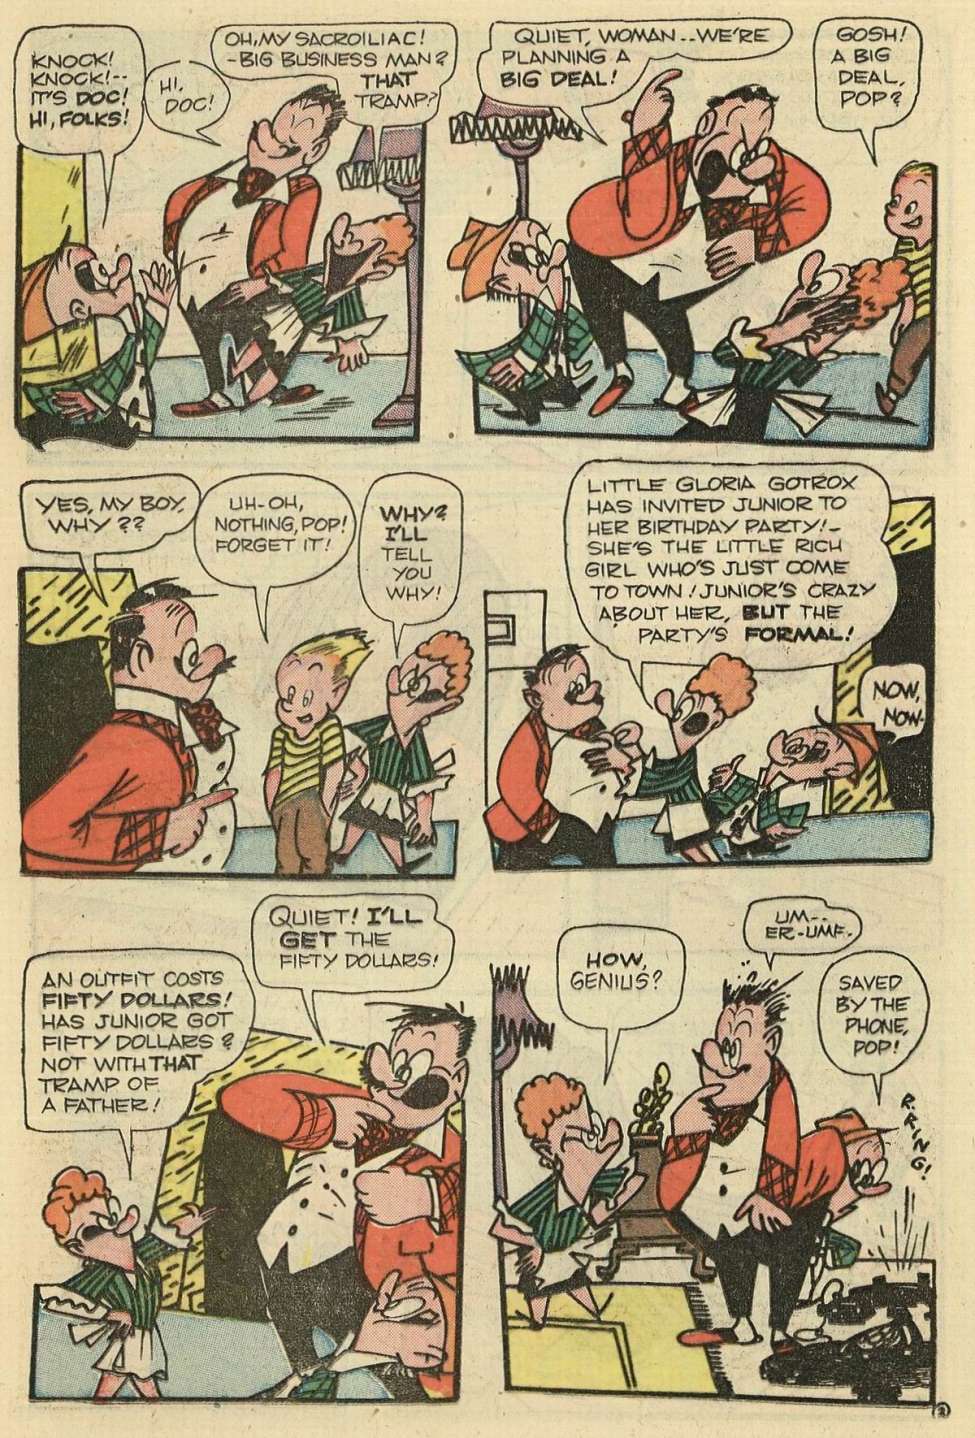 KNOCK!
KNOCK!--
IT'S DOC!
HI, FOLKS!
HI,
DOC!
OH, MY SACROILIAC!
-BIG BUSINESS MAN?
THAT
TRAMP?
QUIET, WOMAN--WE'RE
PLANNING A
BIG DEAL!
GOSH!
A BIG
DEAL,
POP?
YES, MY BOY,
WHY??
UH-OH,
NOTHING, POP!
FORGET IT!
WHY?
I'LL
TELL
YOU
WHY!
LITTLE GLORIA GOTROX
HAS INVITED JUNIOR TO
HER BIRTHDAY PARTY!-
SHE'S THE LITTLE RICH
GIRL WHO'S JUST COME
TO TOWN! JUNIOR'S CRAZY
ABOUT HER, BUT THE
PARTY'S FORMAL!
NOW,
NOW-
AN OUTFIT COSTS
FIFTY DOLLARS!
HAS JUNIOR GOT
FIFTY DOLLARS?
NOT WITH THAT
TRAMP OF
A FATHER!
QUIET! I'LL
GET THE
FIFTY DOLLARS!
HOW,
GENIUS?
UM--
ER-UMF-
SAVED
BY THE
PHONE,
POP!
R-RING!
2